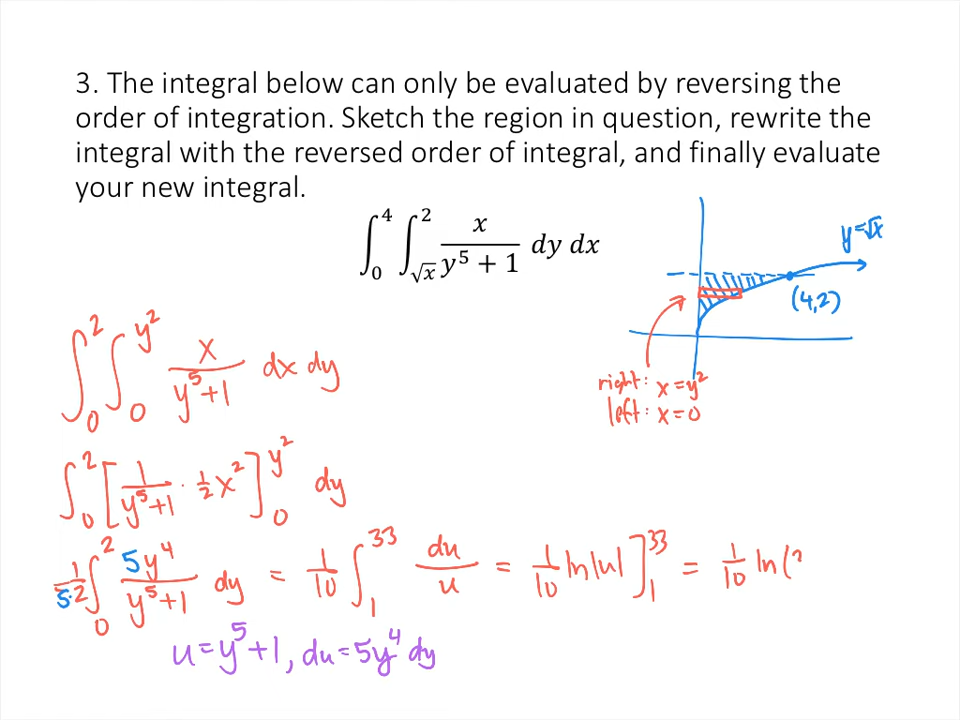 3. The integral below can only be evaluated by reversing the
order of integration. Sketch the region in question, rewrite the
integral with the reversed order of integral, and finally evaluate
your new integral.
∫₀⁴ ∫_√x² x/(y⁵ + 1) dy dx
y=√x
(4,2)
right: x=y²
left: x=0
∫₀² ∫₀^(y²) x/(y⁵+1) dx dy
∫₀² [1/(y⁵+1) · ½x²]₀^(y²) dy
1/(5·2) ∫₀² 5y⁴/(y⁵+1) dy = 1/10 ∫₁³³ du/u = 1/10 ln|u|]₁³³ = 1/10 ln(
u=y⁵+1, du=5y⁴ dy